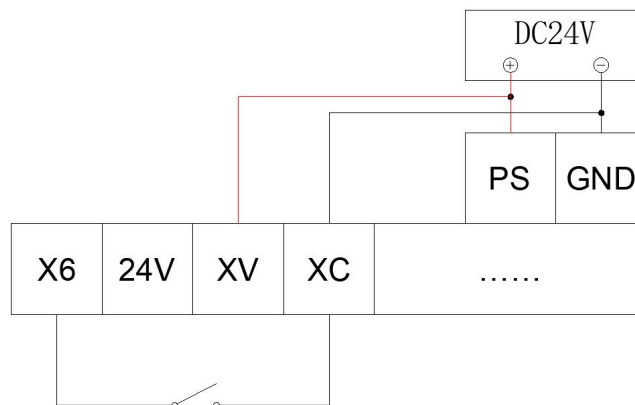 DC24V
+ −
PS GND
X6 24V XV XC ......